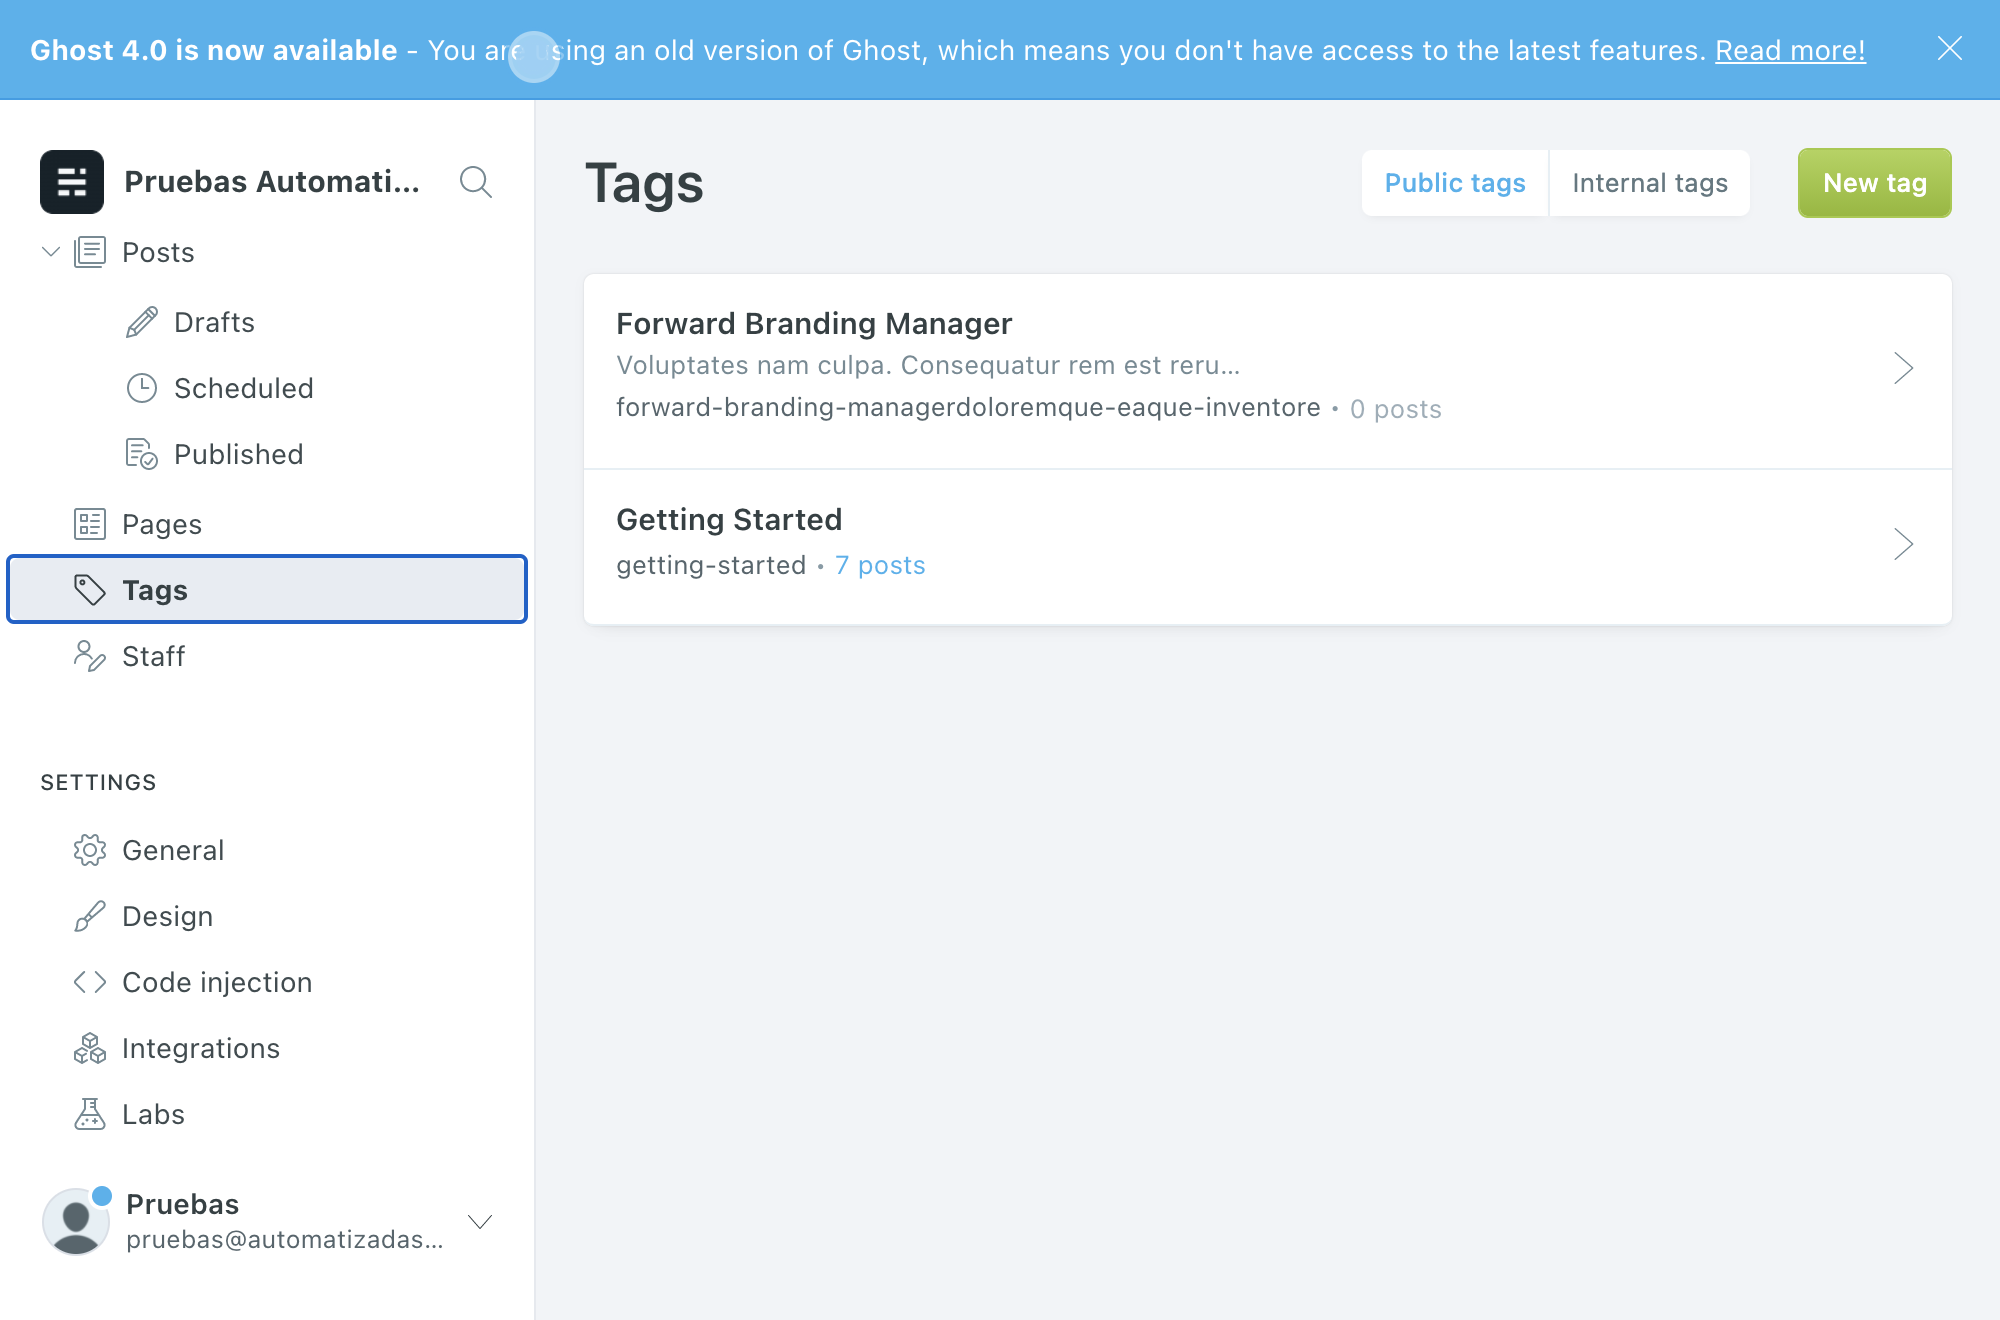 Ghost 4.0 is now available - You are using an old version of Ghost, which means you don't have access to the latest features. Read more!
Pruebas Automati...
Posts
Drafts
Scheduled
Published
Pages
Tags
Staff
SETTINGS
General
Design
Code injection
Integrations
Labs
Pruebas
pruebas@automatizadas...
Tags
Public tags
Internal tags
New tag
Forward Branding Manager
Voluptates nam culpa. Consequatur rem est reru...
forward-branding-managerdoloremque-eaque-inventore • 0 posts
Getting Started
getting-started • 7 posts